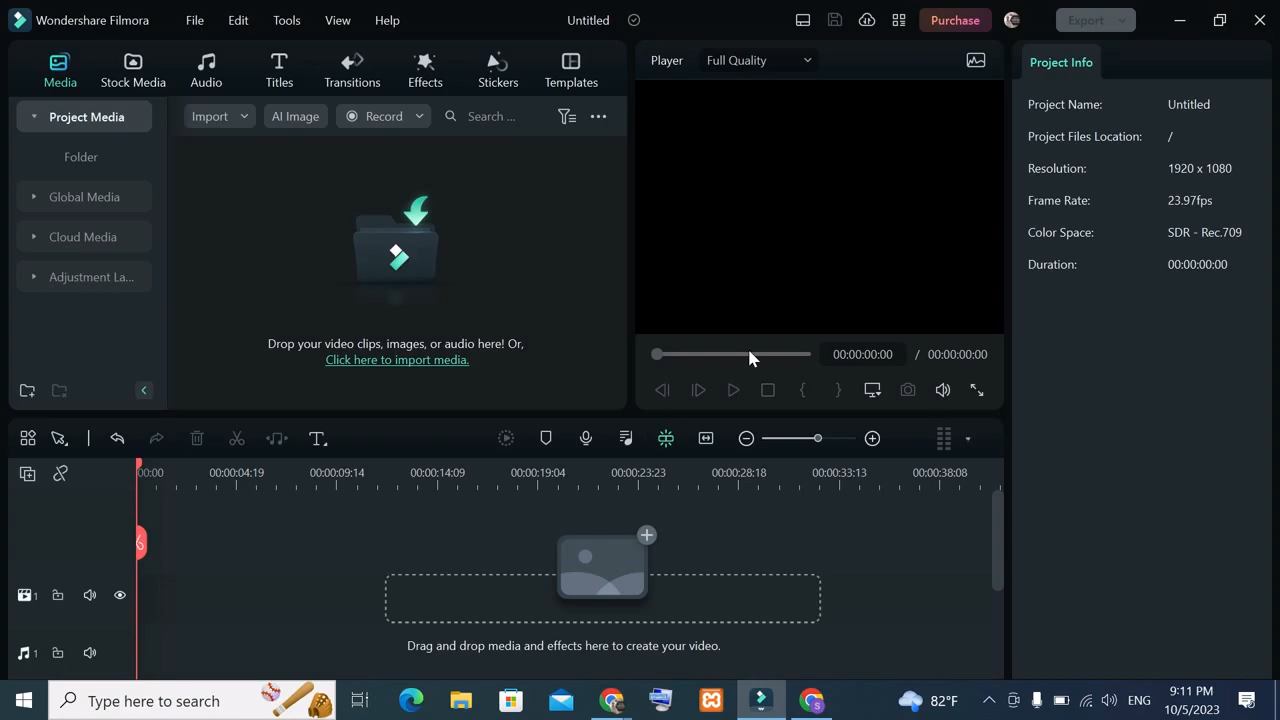 Wondershare Filmora File Edit Tools View Help Untitled Purchase Export
Media Stock Media Audio Titles Transitions Effects Stickers Templates
Player Full Quality
Project Info
Project Media
Folder
Global Media
Cloud Media
Adjustment La...
Import AI Image Record Search ...
Drop your video clips, images, or audio here! Or,
Click here to import media.
00:00:00:00 / 00:00:00:00
Project Name: Untitled
Project Files Location: /
Resolution: 1920 x 1080
Frame Rate: 23.97fps
Color Space: SDR - Rec.709
Duration: 00:00:00:00
00:00 00:00:04:19 00:00:09:14 00:00:14:09 00:00:19:04 00:00:23:23 00:00:28:18 00:00:33:13 00:00:38:08
1
Drag and drop media and effects here to create your video.
1
Type here to search 82°F ENG 9:11 PM
10/5/2023